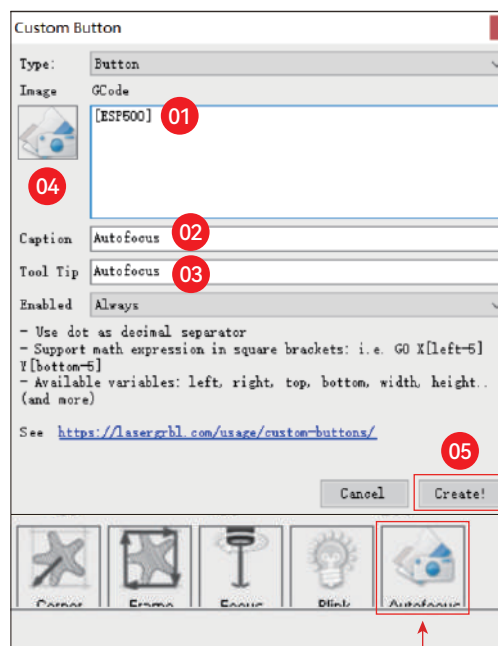 Custom Button
Type: Button
Image GCode
[ESP500] 01
04
Caption Autofocus 02
Tool Tip Autofocus 03
Enabled Always
- Use dot as decimal separator
- Support math expression in square brackets: i.e. G0 X[left-5]
Y[bottom-5]
- Available variables: left, right, top, bottom, width, height..
(and more)
See https://lasergrbl.com/usage/custom-buttons/
05
Cancel Create!
Corner Frame Focus Blink Autofocus